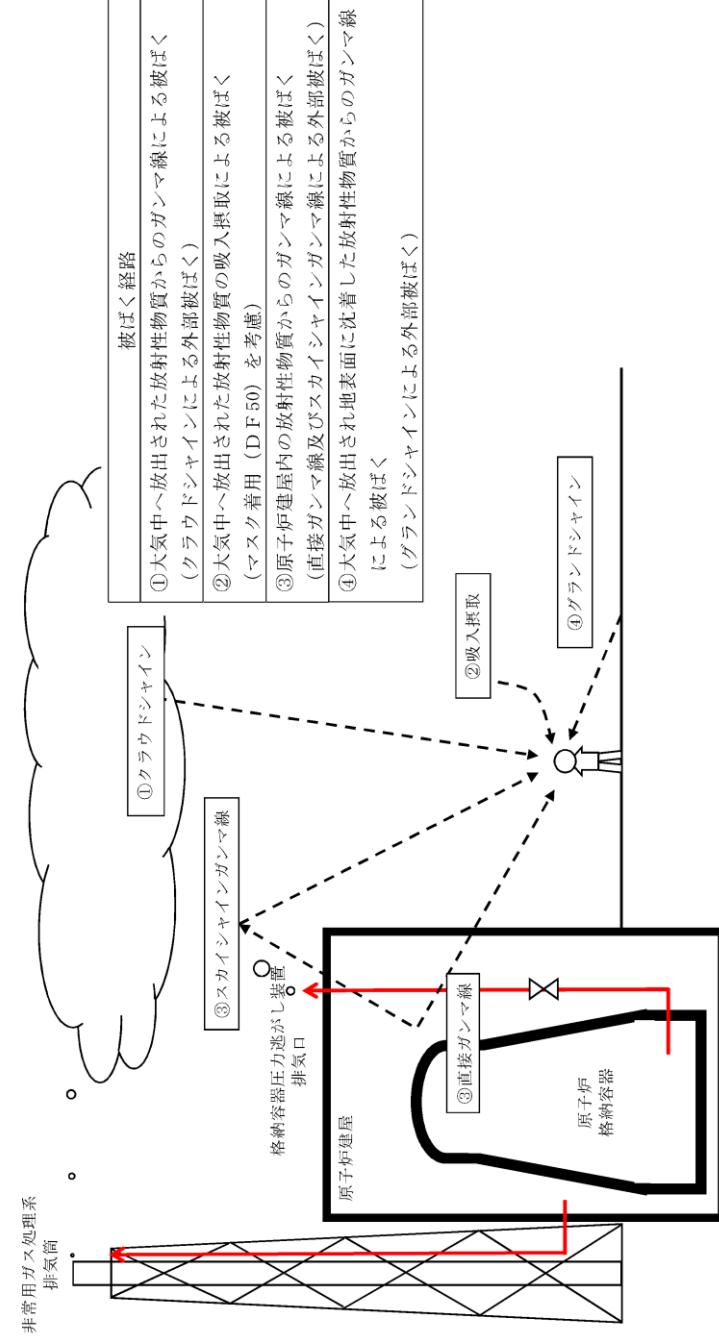 非常用ガス処理系
排気筒
①クラウドシャイン
③スカイシャインガンマ線
格納容器圧力逃がし装置
排気口
原子炉建屋
③直接ガンマ線
原子炉
格納容器
②吸入摂取
④グランドシャイン
被ばく経路
①大気中へ放出された放射性物質からのガンマ線による被ばく
(クラウドシャインによる外部被ばく)
②大気中へ放出された放射性物質の吸入摂取による被ばく
(マスク着用(DF50)を考慮)
③原子炉建屋内の放射性物質からのガンマ線による被ばく
(直接ガンマ線及びスカイシャインガンマ線による外部被ばく)
④大気中へ放出され地表面に沈着した放射性物質からのガンマ線
による被ばく
(グランドシャインによる外部被ばく)